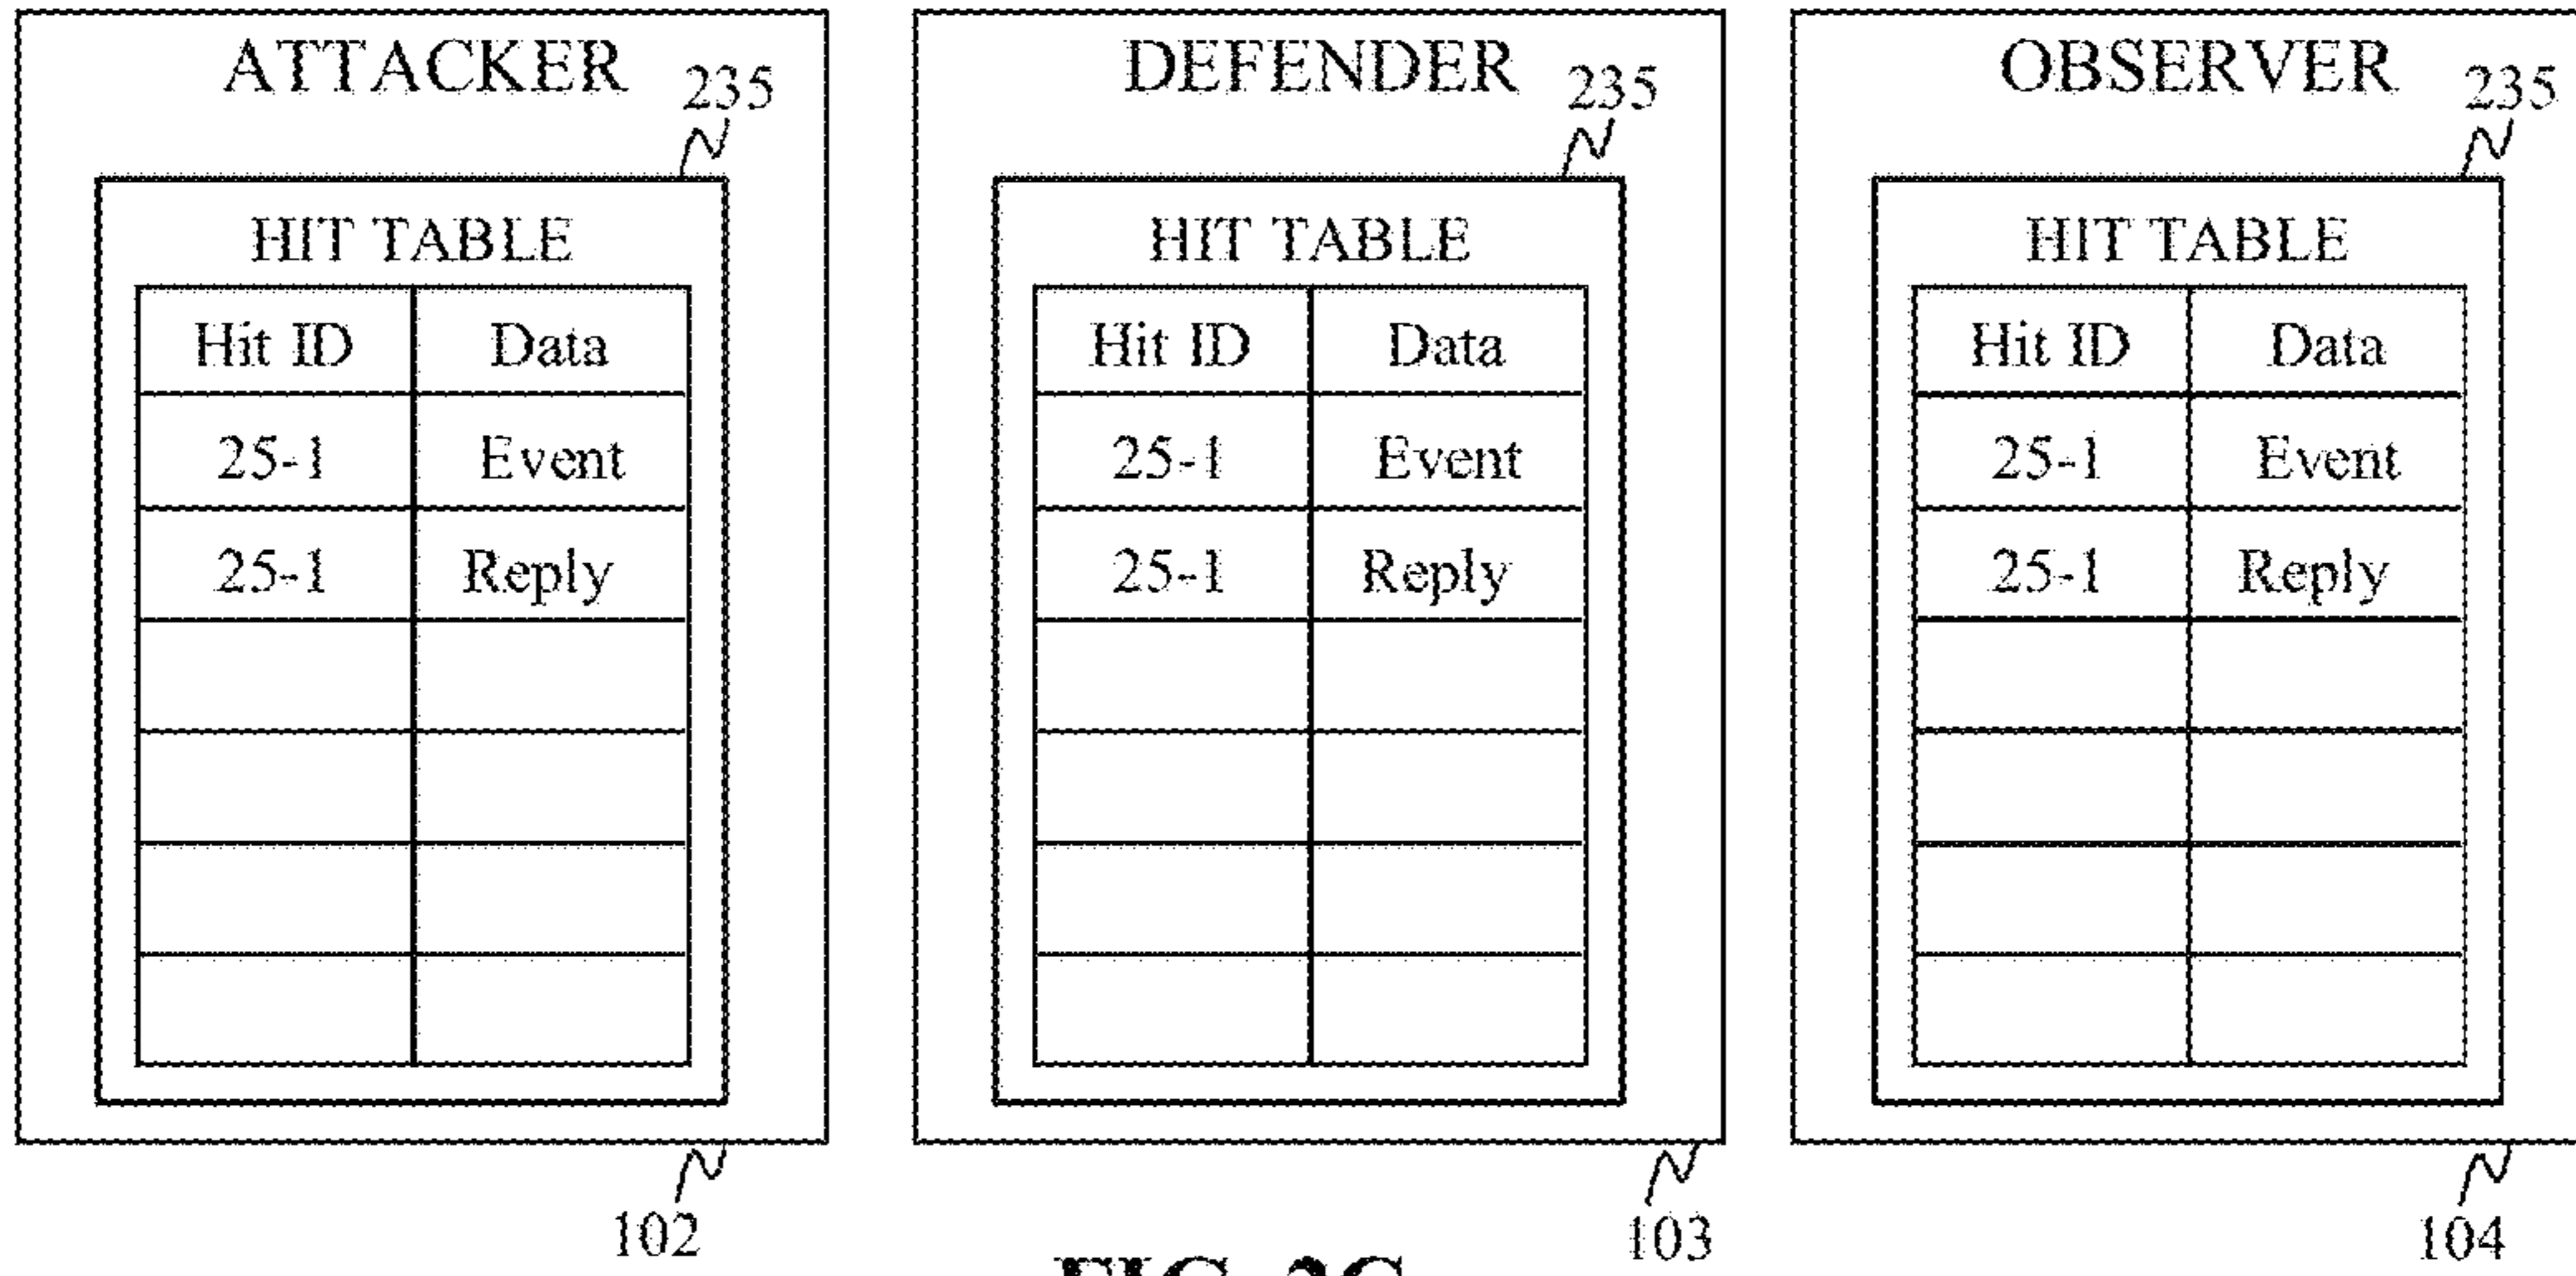 ATTACKER 235
HIT TABLE
Hit ID Data
25-1 Event
25-1 Reply
102
DEFENDER 235
HIT TABLE
Hit ID Data
25-1 Event
25-1 Reply
103
OBSERVER 235
HIT TABLE
Hit ID Data
25-1 Event
25-1 Reply
104